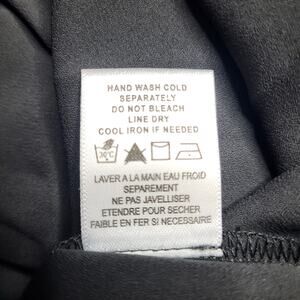 HAND WASH COLD
SEPARATELY
DO NOT BLEACH
LINE DRY
COOL IRON IF NEEDED
30°C
LAVER A LA MAIN EAU FROID
SEPAREMENT
NE PAS JAVELLISER
ETENDRE POUR SECHER
FAIBLE EN FER SI NECESSAIRE